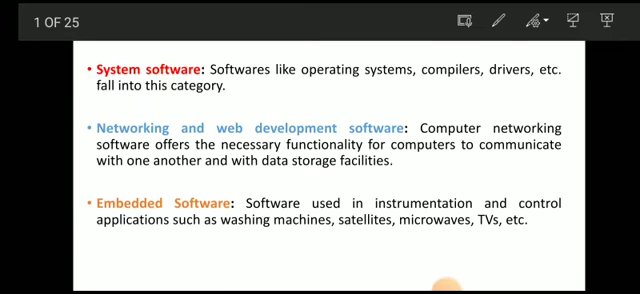 1 OF 25
• System software: Softwares like operating systems, compilers, drivers, etc.
fall into this category.
• Networking and web development software: Computer networking
software offers the necessary functionality for computers to communicate
with one another and with data storage facilities.
• Embedded Software: Software used in instrumentation and control
applications such as washing machines, satellites, microwaves, TVs, etc.